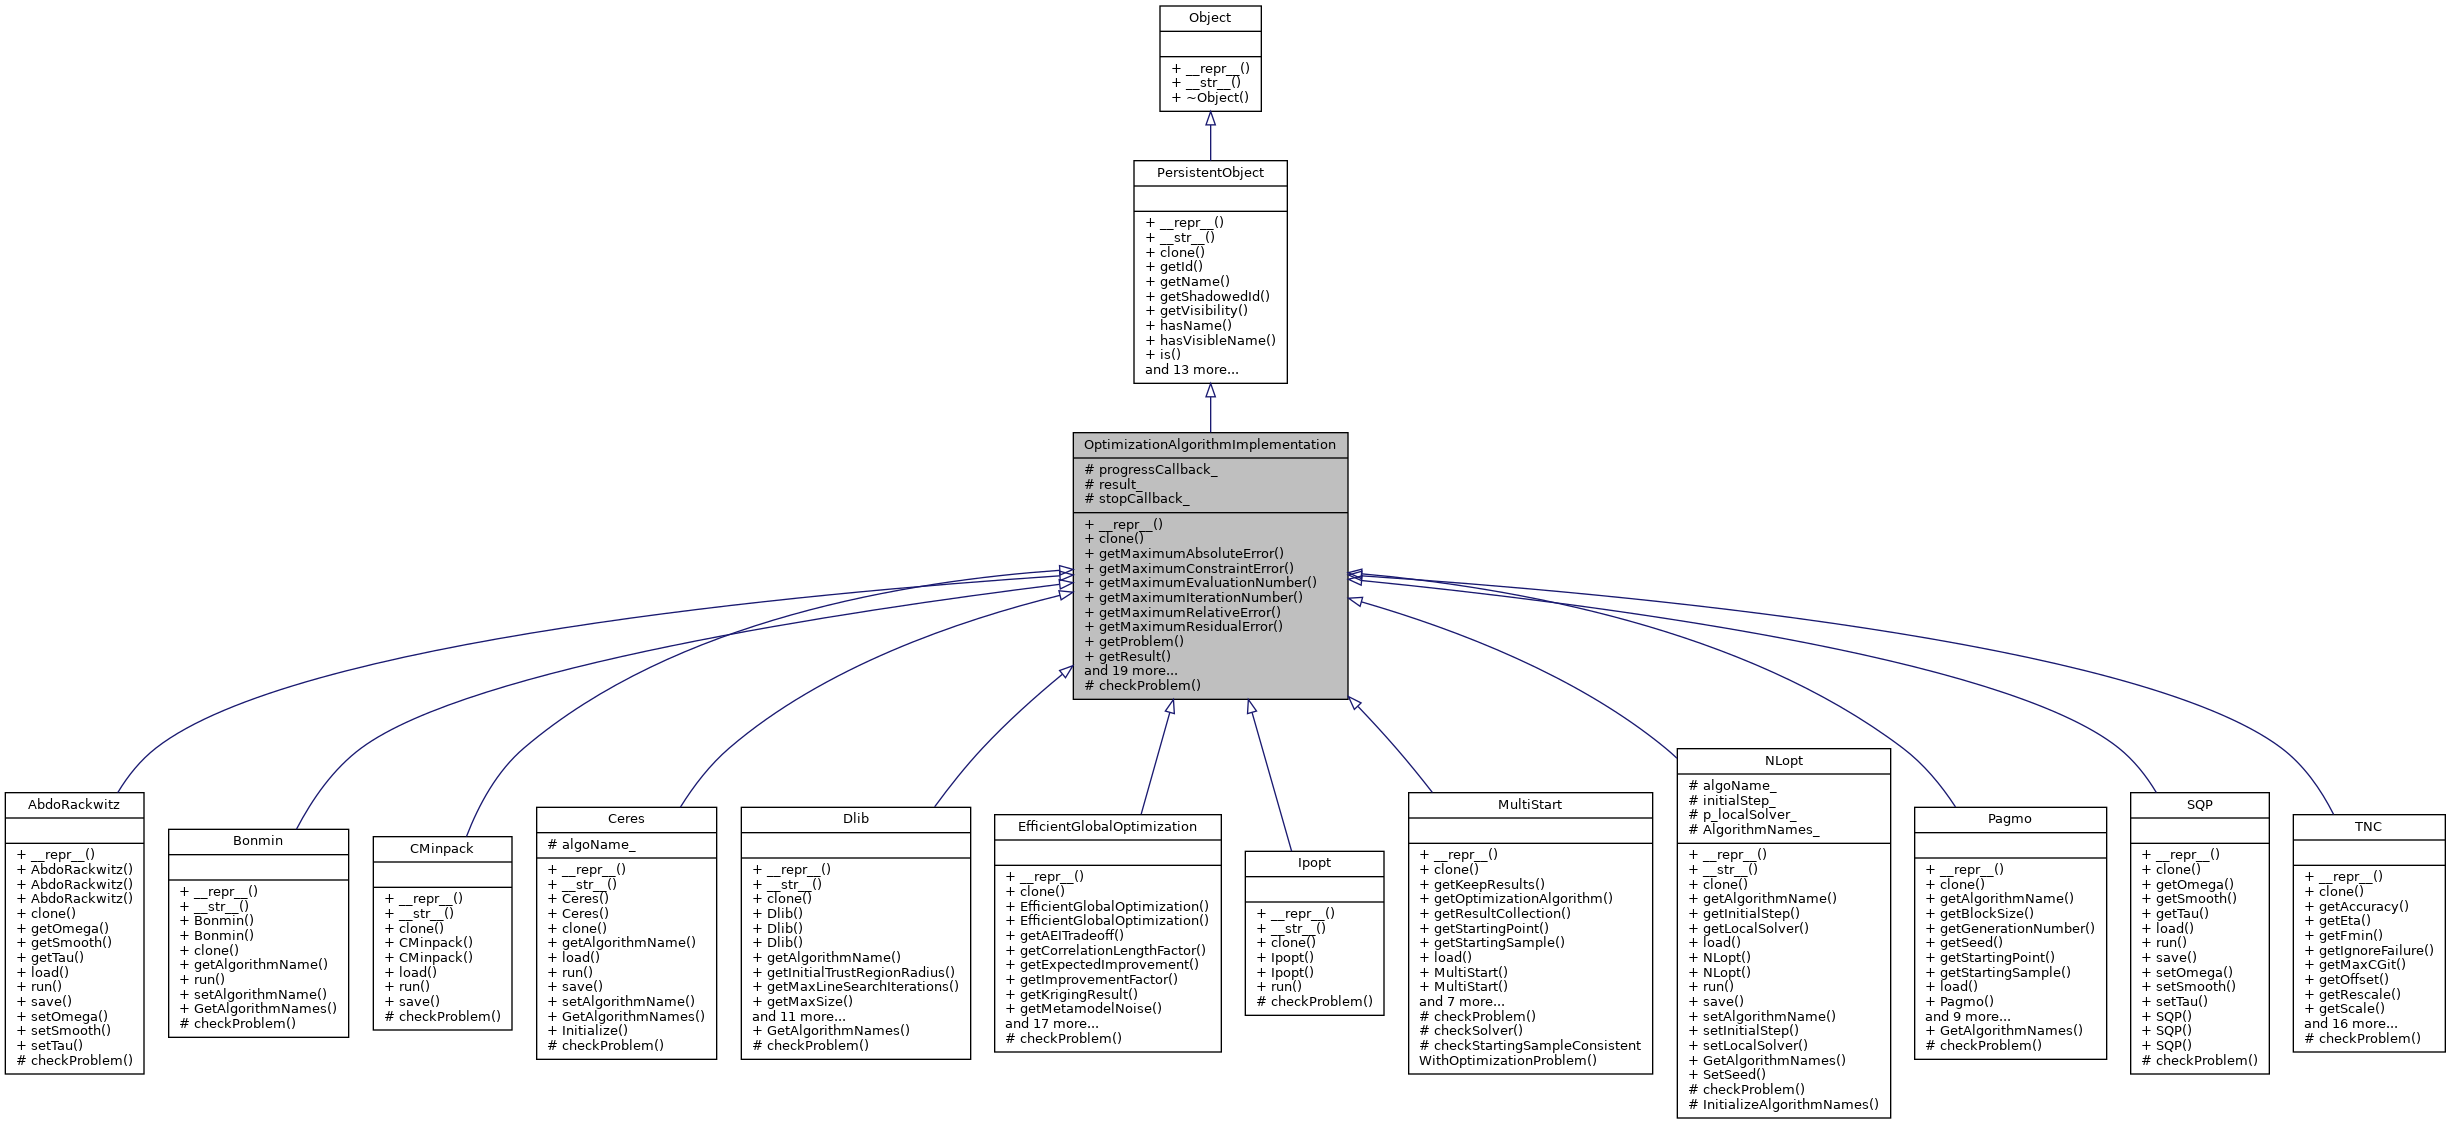 Object
+ __repr__()
+ __str__()
+ ~Object()
PersistentObject
+ __repr__()
+ __str__()
+ clone()
+ getId()
+ getName()
+ getShadowedId()
+ getVisibility()
+ hasName()
+ hasVisibleName()
+ is()
and 13 more...
OptimizationAlgorithmImplementation
# progressCallback_
# result_
# stopCallback_
+ __repr__()
+ clone()
+ getMaximumAbsoluteError()
+ getMaximumConstraintError()
+ getMaximumEvaluationNumber()
+ getMaximumIterationNumber()
+ getMaximumRelativeError()
+ getMaximumResidualError()
+ getProblem()
+ getResult()
and 19 more...
# checkProblem()
AbdoRackwitz
+ __repr__()
+ AbdoRackwitz()
+ AbdoRackwitz()
+ AbdoRackwitz()
+ clone()
+ getOmega()
+ getSmooth()
+ getTau()
+ load()
+ run()
+ save()
+ setOmega()
+ setSmooth()
+ setTau()
# checkProblem()
Bonmin
+ __repr__()
+ __str__()
+ Bonmin()
+ Bonmin()
+ clone()
+ getAlgorithmName()
+ run()
+ setAlgorithmName()
+ GetAlgorithmNames()
# checkProblem()
CMinpack
+ __repr__()
+ __str__()
+ clone()
+ CMinpack()
+ CMinpack()
+ load()
+ run()
+ save()
# checkProblem()
Ceres
# algoName_
+ __repr__()
+ __str__()
+ Ceres()
+ Ceres()
+ clone()
+ getAlgorithmName()
+ load()
+ run()
+ save()
+ setAlgorithmName()
+ GetAlgorithmNames()
+ Initialize()
# checkProblem()
Dlib
+ __repr__()
+ __str__()
+ clone()
+ Dlib()
+ Dlib()
+ Dlib()
+ getAlgorithmName()
+ getInitialTrustRegionRadius()
+ getMaxLineSearchIterations()
+ getMaxSize()
and 11 more...
+ GetAlgorithmNames()
# checkProblem()
EfficientGlobalOptimization
+ __repr__()
+ clone()
+ EfficientGlobalOptimization()
+ EfficientGlobalOptimization()
+ getAEITradeoff()
+ getCorrelationLengthFactor()
+ getExpectedImprovement()
+ getImprovementFactor()
+ getKrigingResult()
+ getMetamodelNoise()
and 17 more...
# checkProblem()
Ipopt
+ __repr__()
+ __str__()
+ clone()
+ Ipopt()
+ Ipopt()
+ run()
# checkProblem()
MultiStart
+ __repr__()
+ clone()
+ getKeepResults()
+ getOptimizationAlgorithm()
+ getResultCollection()
+ getStartingPoint()
+ getStartingSample()
+ load()
+ MultiStart()
+ MultiStart()
and 7 more...
# checkProblem()
# checkSolver()
# checkStartingSampleConsistent
WithOptimizationProblem()
NLopt
# algoName_
# initialStep_
# p_localSolver_
# AlgorithmNames_
+ __repr__()
+ __str__()
+ clone()
+ getAlgorithmName()
+ getInitialStep()
+ getLocalSolver()
+ load()
+ NLopt()
+ NLopt()
+ run()
+ save()
+ setAlgorithmName()
+ setInitialStep()
+ setLocalSolver()
+ GetAlgorithmNames()
+ SetSeed()
# checkProblem()
# InitializeAlgorithmNames()
Pagmo
+ __repr__()
+ clone()
+ getAlgorithmName()
+ getBlockSize()
+ getGenerationNumber()
+ getSeed()
+ getStartingPoint()
+ getStartingSample()
+ load()
+ Pagmo()
and 9 more...
+ GetAlgorithmNames()
# checkProblem()
SQP
+ __repr__()
+ clone()
+ getOmega()
+ getSmooth()
+ getTau()
+ load()
+ run()
+ save()
+ setOmega()
+ setSmooth()
+ setTau()
+ SQP()
+ SQP()
+ SQP()
# checkProblem()
TNC
+ __repr__()
+ clone()
+ getAccuracy()
+ getEta()
+ getFmin()
+ getIgnoreFailure()
+ getMaxCGit()
+ getOffset()
+ getRescale()
+ getScale()
and 16 more...
# checkProblem()